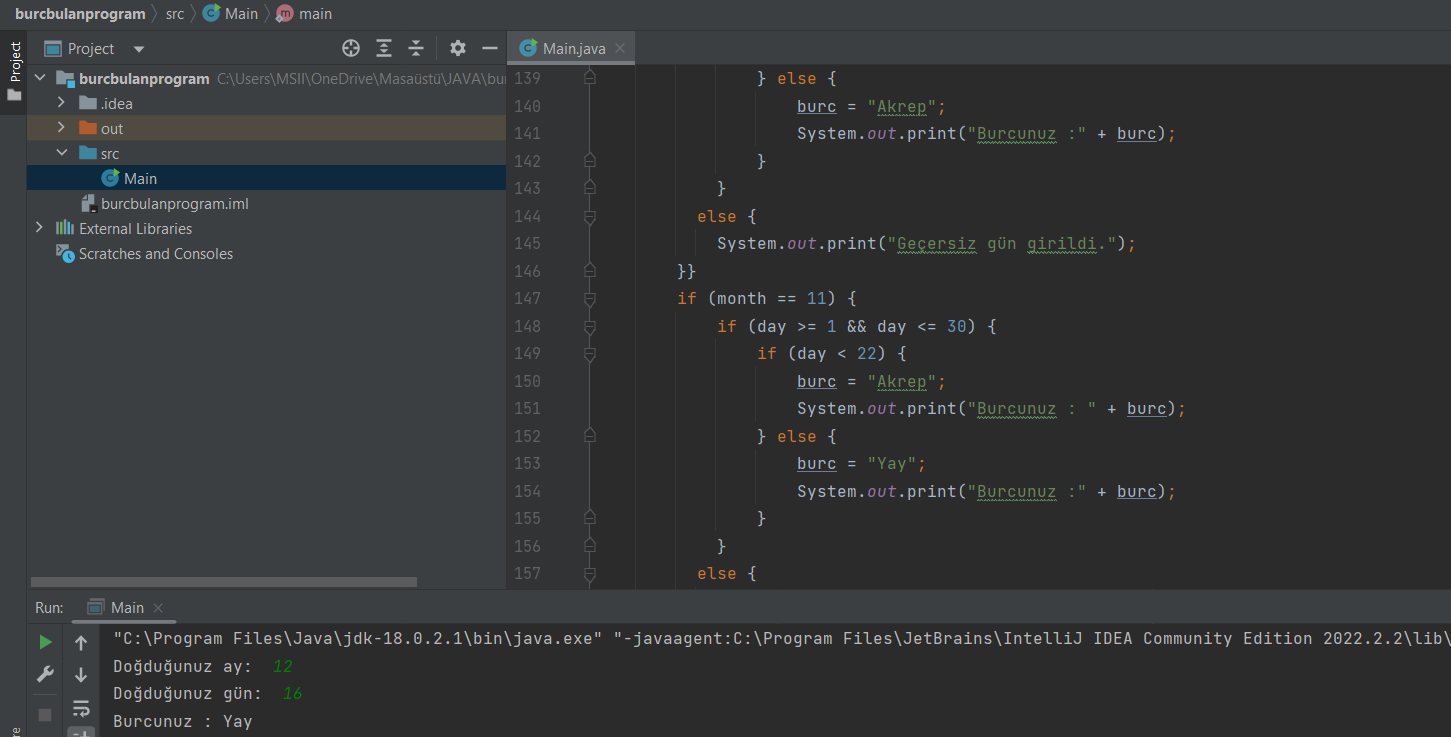 burcbulanprogram > src > Main > main
Project
Project
Main.java
burcbulanprogram C:\Users\MSII\OneDrive\Masaüstü\JAVA\bu
.idea
out
src
Main
burcbulanprogram.iml
External Libraries
Scratches and Consoles
139 } else {
140 burc = "Akrep";
141 System.out.print("Burcunuz :" + burc);
142 }
143 }
144 else {
145 System.out.print("Geçersiz gün girildi.");
146 }}
147 if (month == 11) {
148 if (day >= 1 && day <= 30) {
149 if (day < 22) {
150 burc = "Akrep";
151 System.out.print("Burcunuz : " + burc);
152 } else {
153 burc = "Yay";
154 System.out.print("Burcunuz :" + burc);
155 }
156 }
157 else {
Run: Main
"C:\Program Files\Java\jdk-18.0.2.1\bin\java.exe" "-javaagent:C:\Program Files\JetBrains\IntelliJ IDEA Community Edition 2022.2.2\lib\
Doğduğunuz ay: 12
Doğduğunuz gün: 16
Burcunuz : Yay